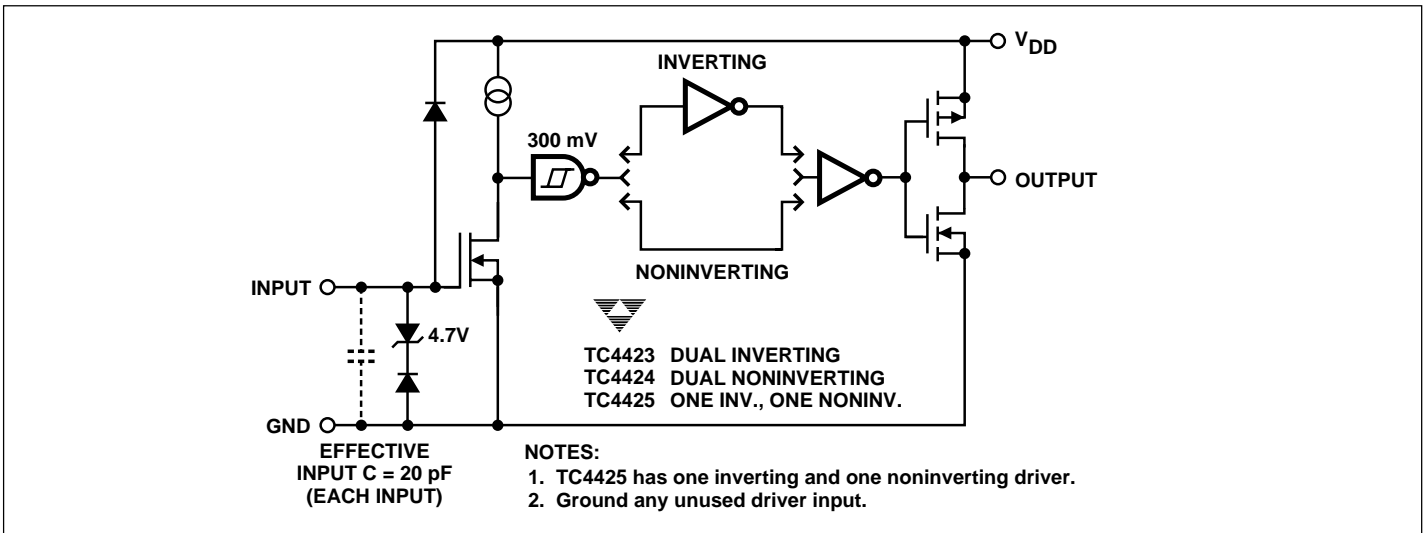 VDD
INVERTING
300 mV
OUTPUT
NONINVERTING
INPUT
4.7V
TC4423 DUAL INVERTING
TC4424 DUAL NONINVERTING
TC4425 ONE INV., ONE NONINV.
GND
EFFECTIVE
INPUT C = 20 pF
(EACH INPUT)
NOTES:
1. TC4425 has one inverting and one noninverting driver.
2. Ground any unused driver input.